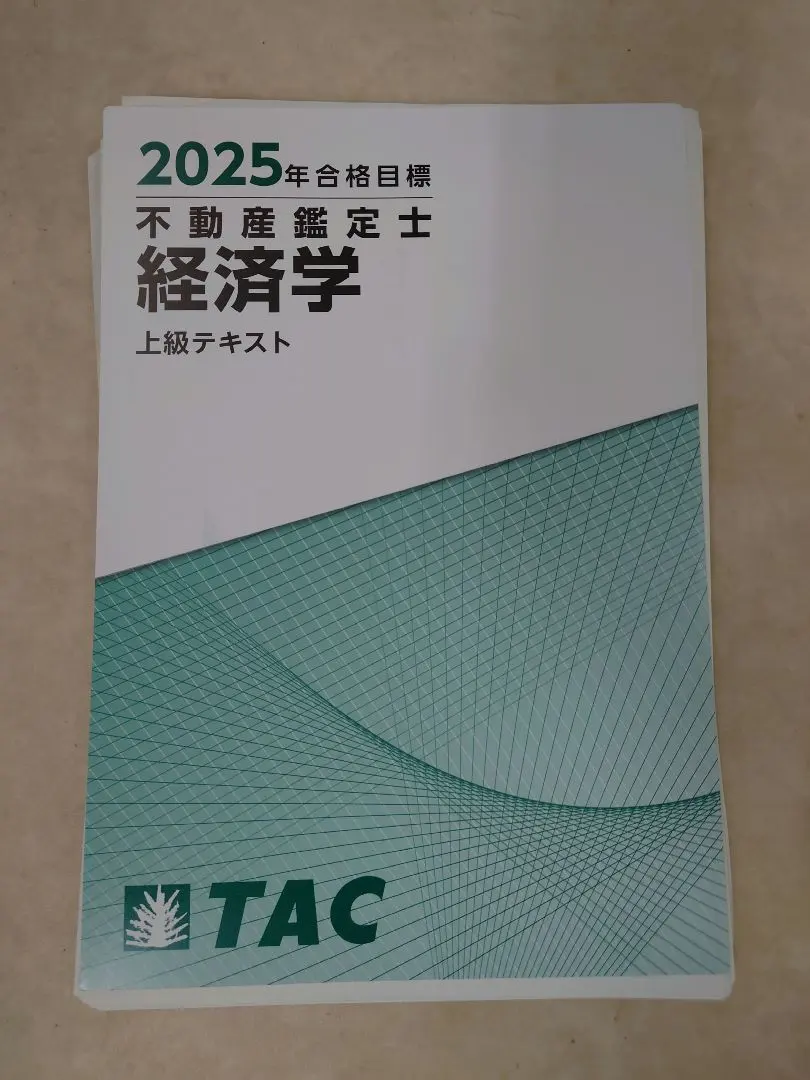 2025年合格目標
不動産鑑定士
経済学
上級テキスト
TAC